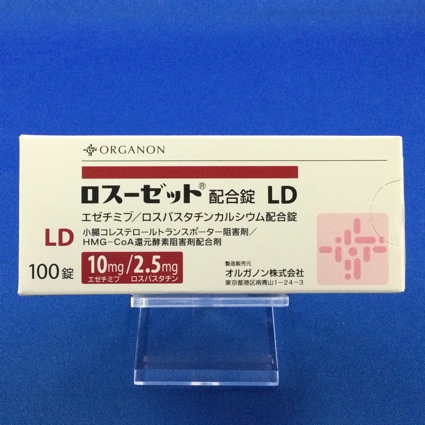 ORGANON
ロスーゼット® 配合錠 LD
エゼチミブ/ロスバスタチンカルシウム配合錠
LD
小腸コレステロールトランスポーター阻害剤/
HMG-CoA還元酵素阻害剤配合剤
100錠
10mg/2.5mg
エゼチミブ ロスバスタチン
製造販売元
オルガノン株式会社
東京都港区南青山1-24-3